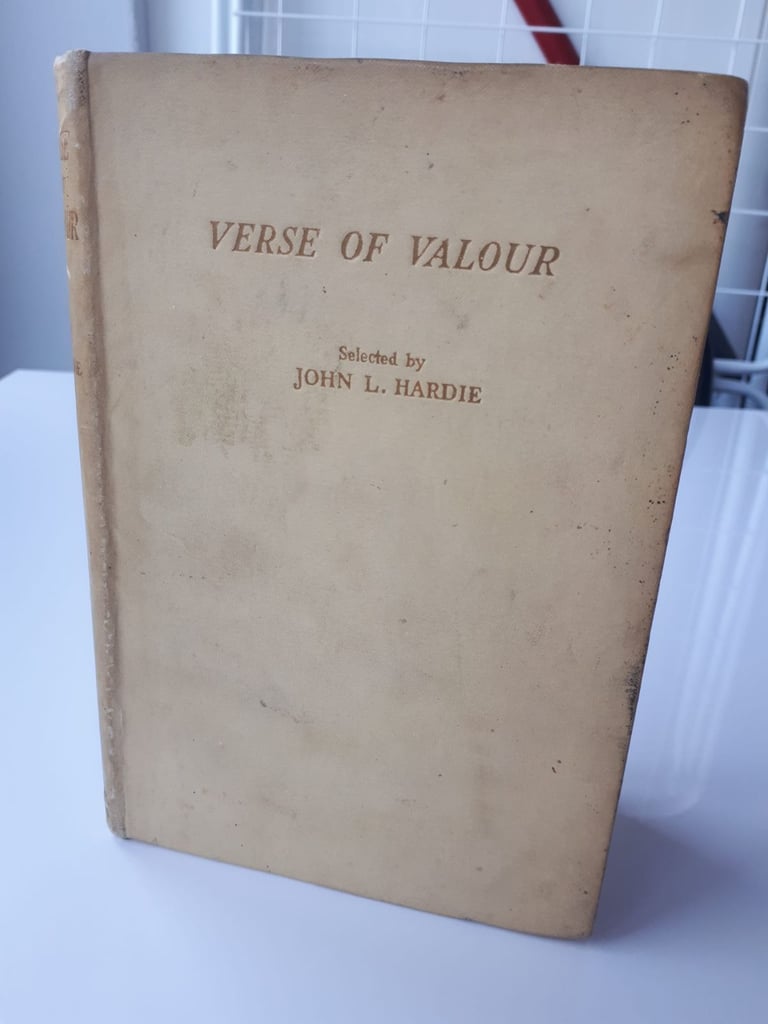 VERSE OF VALOUR
Selected by
JOHN L. HARDIE